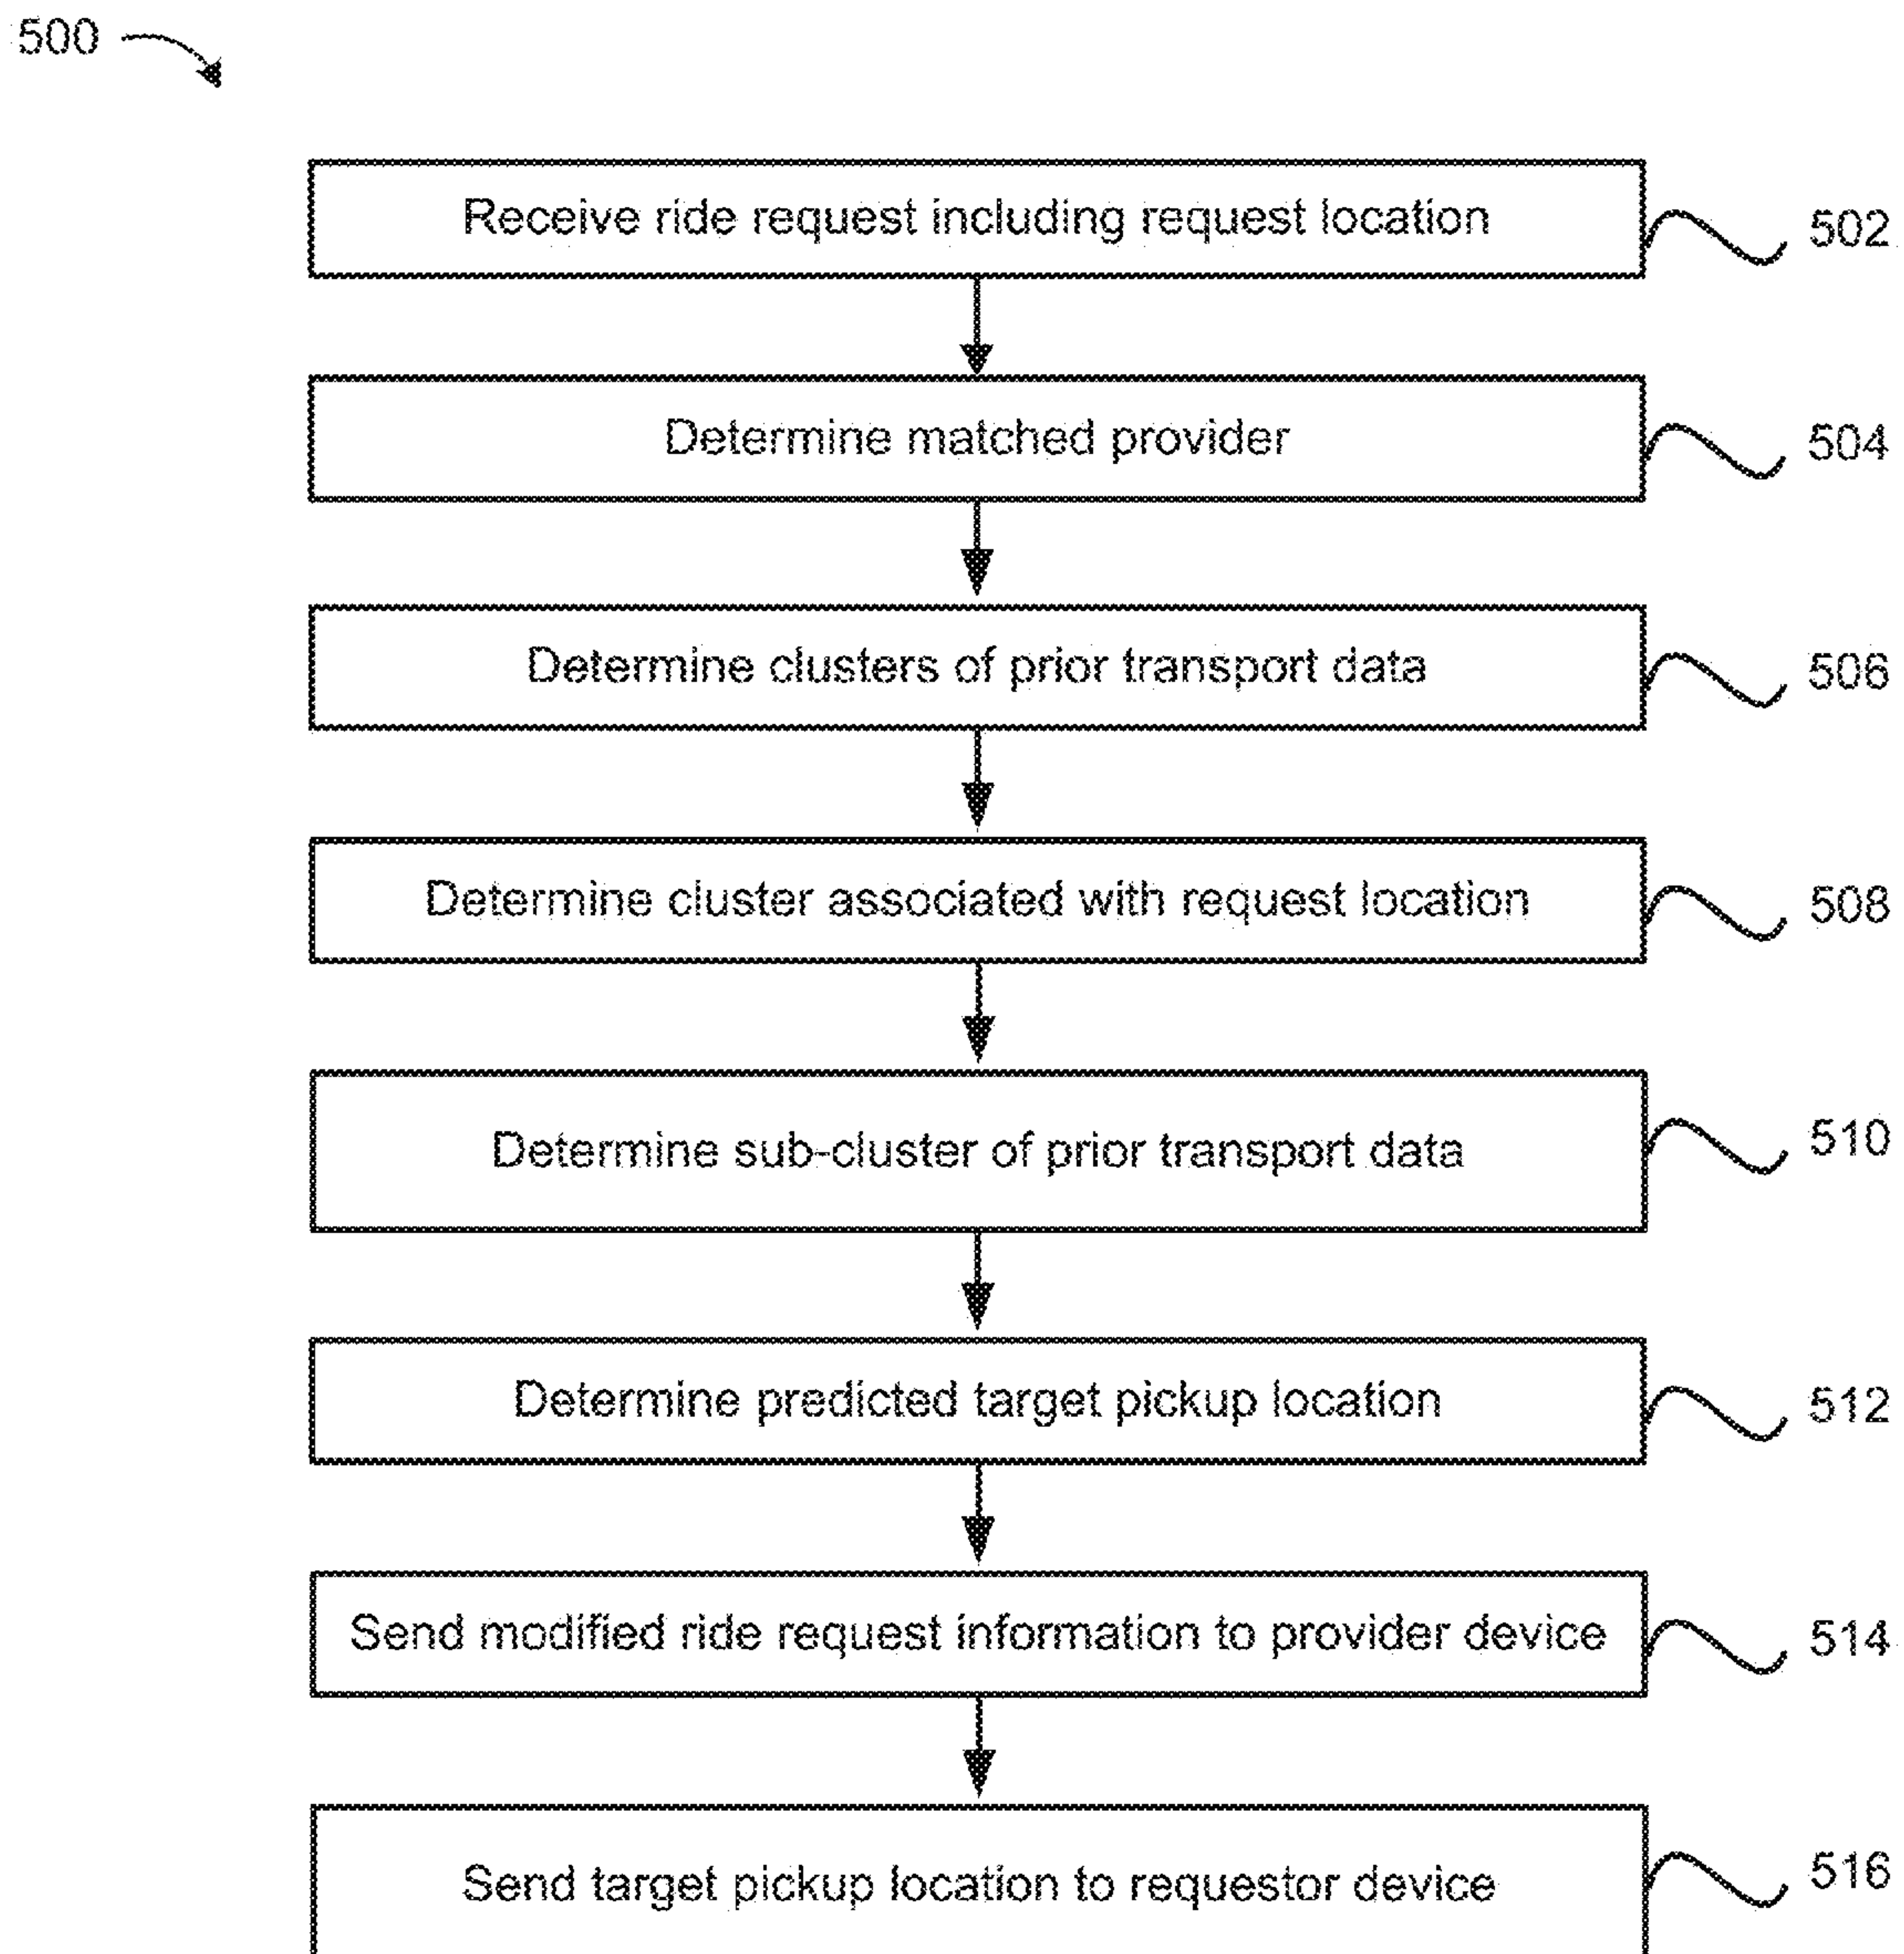 500
Receive ride request including request location
502
Determine matched provider
504
Determine clusters of prior transport data
506
Determine cluster associated with request location
508
Determine sub-cluster of prior transport data
510
Determine predicted target pickup location
512
Send modified ride request information to provider device
514
Send target pickup location to requestor device
516